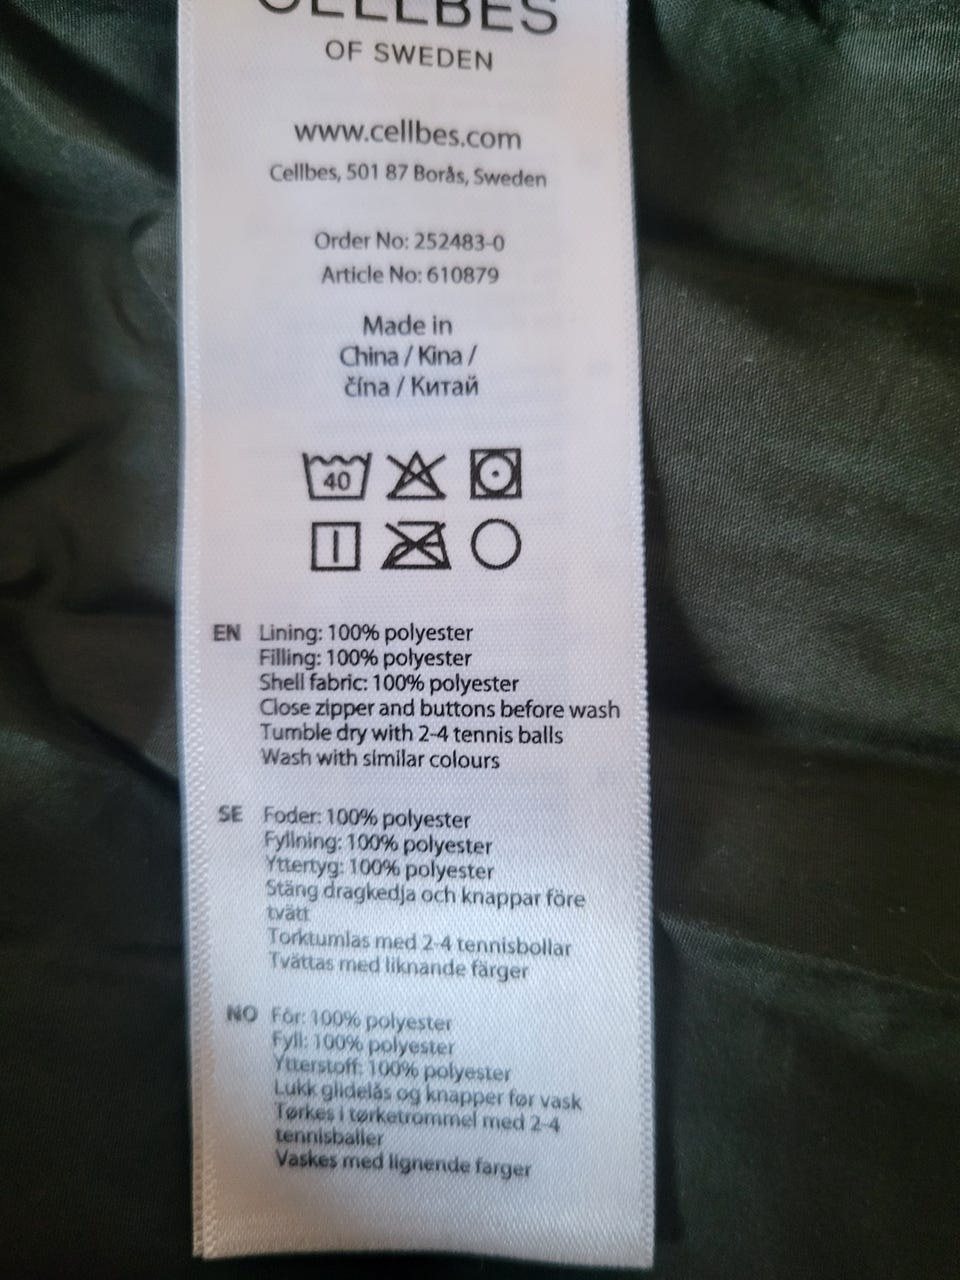 CELLBES
OF SWEDEN
www.cellbes.com
Cellbes, 501 87 Borås, Sweden
Order No: 252483-0
Article No: 610879
Made in
China / Kina /
čína / Китай
40
EN Lining: 100% polyester
Filling: 100% polyester
Shell fabric: 100% polyester
Close zipper and buttons before wash
Tumble dry with 2-4 tennis balls
Wash with similar colours
SE Foder: 100% polyester
Fyllning: 100% polyester
Yttertyg: 100% polyester
Stäng dragkedja och knappar före
tvätt
Torktumlas med 2-4 tennisbollar
Tvättas med liknande färger
NO Fôr: 100% polyester
Fyll: 100% polyester
Ytterstoff: 100% polyester
Lukk glidelås og knapper før vask
Tørkes i tørketrommel med 2-4
tennisballer
Vaskes med lignende farger